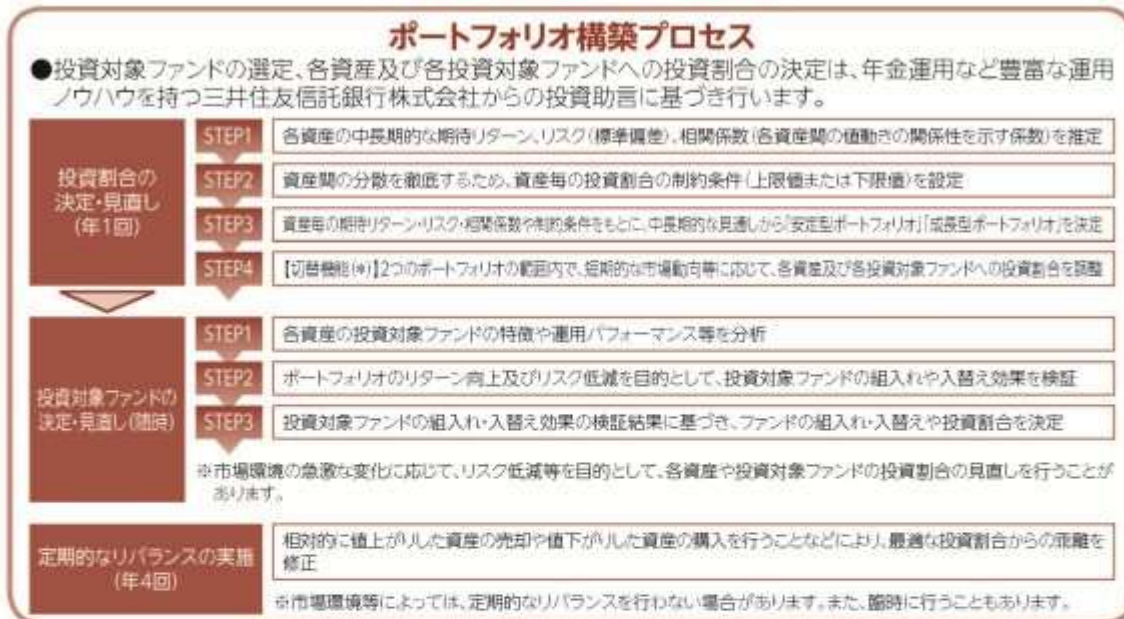 ポートフォリオ構築プロセス
●投資対象ファンドの選定、各資産及び各投資対象ファンドへの投資割合の決定は、年金運用など豊富な運用
ノウハウを持つ三井住友信託銀行株式会社からの投資助言に基づき行います。
投資割合の
決定・見直し
(年1回)
STEP1
各資産の中長期的な期待リターン、リスク(標準偏差)、相関係数(各資産間の値動きの関係性を示す係数)を推定
STEP2
資産間の分散を徹底するため、資産毎の投資割合の制約条件(上限値または下限値)を設定
STEP3
資産毎の期待リターン・リスク・相関係数や制約条件をもとに、中長期的な見通しから「安定型ポートフォリオ」「成長型ポートフォリオ」を決定
STEP4
【切替機能(*)】2つのポートフォリオの範囲内で、短期的な市場動向等に応じて、各資産及び各投資対象ファンドへの投資割合を調整
投資対象ファンドの
決定・見直し(随時)
STEP1
各資産の投資対象ファンドの特徴や運用パフォーマンス等を分析
STEP2
ポートフォリオのリターン向上及びリスク低減を目的として、投資対象ファンドの組入れや入替え効果を検証
STEP3
投資対象ファンドの組入れ・入替え効果の検証結果に基づき、ファンドの組入れ・入替えや投資割合を決定
※市場環境の急激な変化に応じて、リスク低減等を目的として、各資産や投資対象ファンドの投資割合の見直しを行うことが
あります。
定期的なリバランスの実施
(年4回)
相対的に値上がりした資産の売却や値下がりした資産の購入を行うことなどにより、最適な投資割合からの乖離を
修正
※市場環境等によっては、定期的なリバランスを行わない場合があります。また、臨時に行うこともあります。